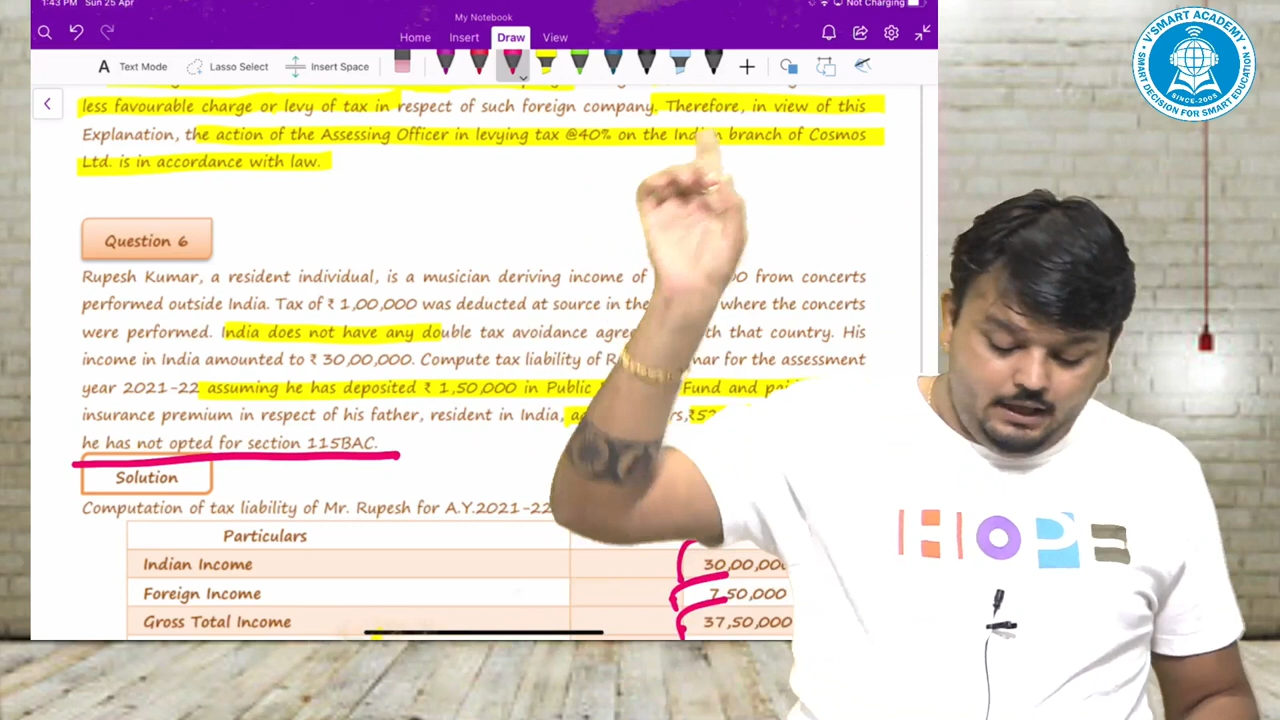 1:43 PM Sun 25 Apr
Not Charging
My Notebook
Home Insert Draw View
Text Mode Lasso Select Insert Space
less favourable charge or levy of tax in respect of such foreign company. Therefore, in view of this
Explanation, the action of the Assessing Officer in levying tax @40% on the Indian branch of Cosmos
Ltd. is in accordance with law.
Question 6
Rupesh Kumar, a resident individual, is a musician deriving income of from concerts
performed outside India. Tax of ₹ 1,00,000 was deducted at source in the where the concerts
were performed. India does not have any double tax avoidance with that country. His
income in India amounted to ₹ 30,00,000. Compute tax liability of for the assessment
year 2021-22 assuming he has deposited ₹ 1,50,000 in Public Fund and
insurance premium in respect of his father, resident in India,
he has not opted for section 115BAC.
Solution
Computation of tax liability of Mr. Rupesh for A.Y.2021-22
Particulars
Indian Income 30,00,000
Foreign Income 7,50,000
Gross Total Income 37,50,000
V'SMART ACADEMY
SINCE-2008
SMART DECISION FOR SMART EDUCATION
HOPE